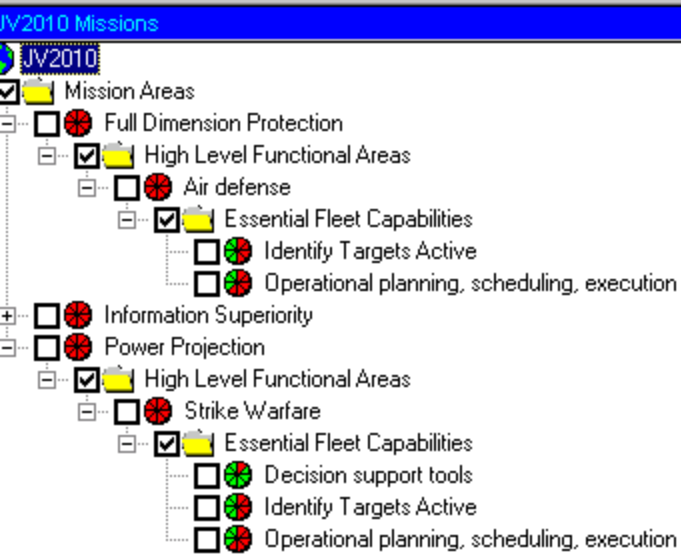 JV2010 Missions
JV2010
Mission Areas
Full Dimension Protection
High Level Functional Areas
Air defense
Essential Fleet Capabilities
Identify Targets Active
Operational planning, scheduling, execution
Information Superiority
Power Projection
High Level Functional Areas
Strike Warfare
Essential Fleet Capabilities
Decision support tools
Identify Targets Active
Operational planning, scheduling, execution